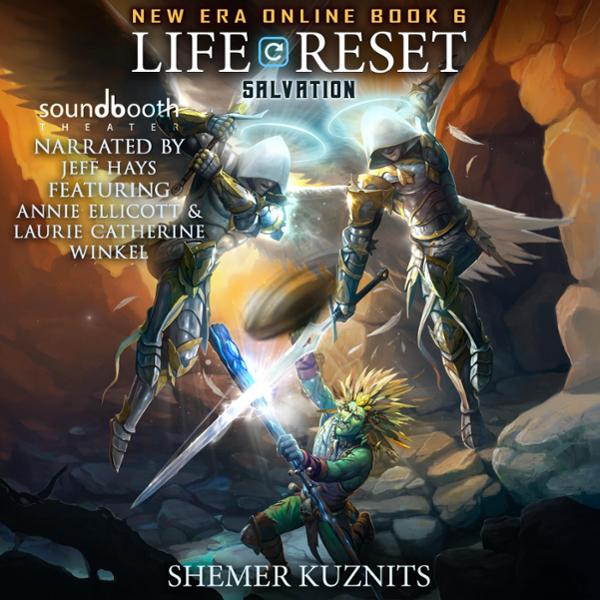 NEW ERA ONLINE BOOK 6
LIFE RESET
SALVATION
soundbooth
THEATER
NARRATED BY
JEFF HAYS
FEATURING
ANNIE ELLICOTT &
LAURIE CATHERINE
WINKEL
SHEMER KUZNITS